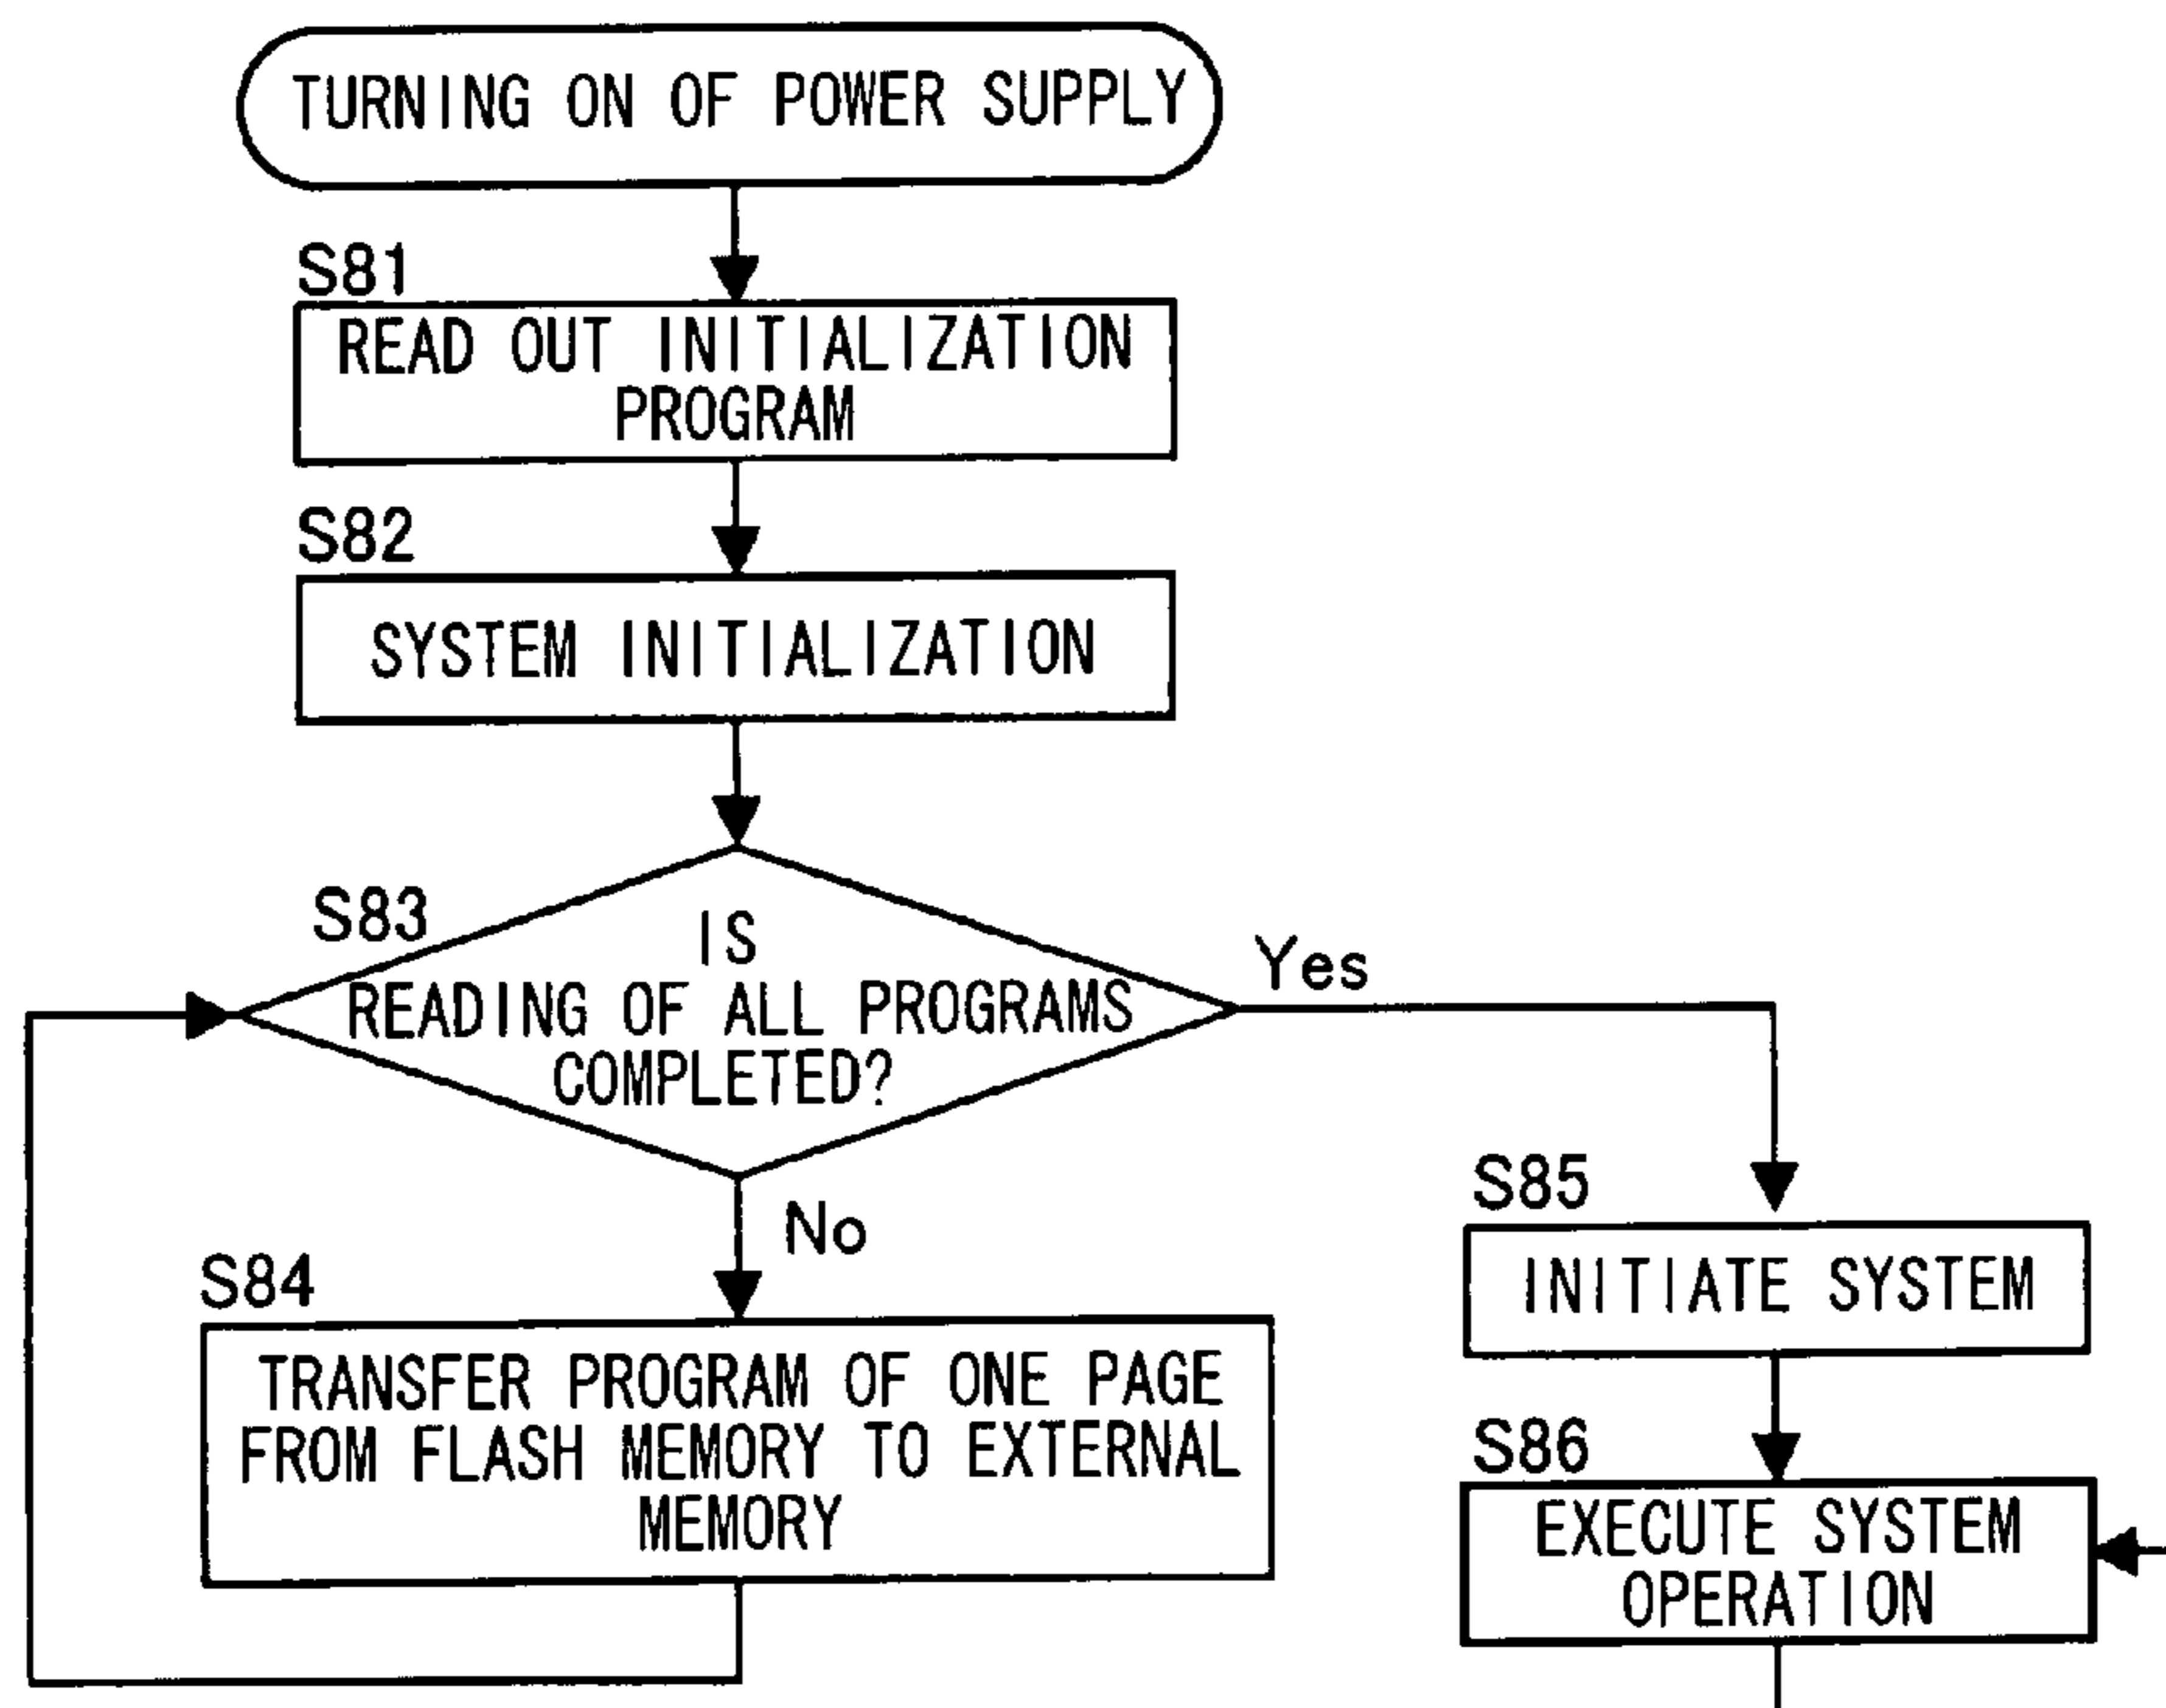 TURNING ON OF POWER SUPPLY
S81
READ OUT INITIALIZATION
PROGRAM
S82
SYSTEM INITIALIZATION
S83
IS
READING OF ALL PROGRAMS
COMPLETED?
Yes
No
S84
TRANSFER PROGRAM OF ONE PAGE
FROM FLASH MEMORY TO EXTERNAL
MEMORY
S85
INITIATE SYSTEM
S86
EXECUTE SYSTEM
OPERATION